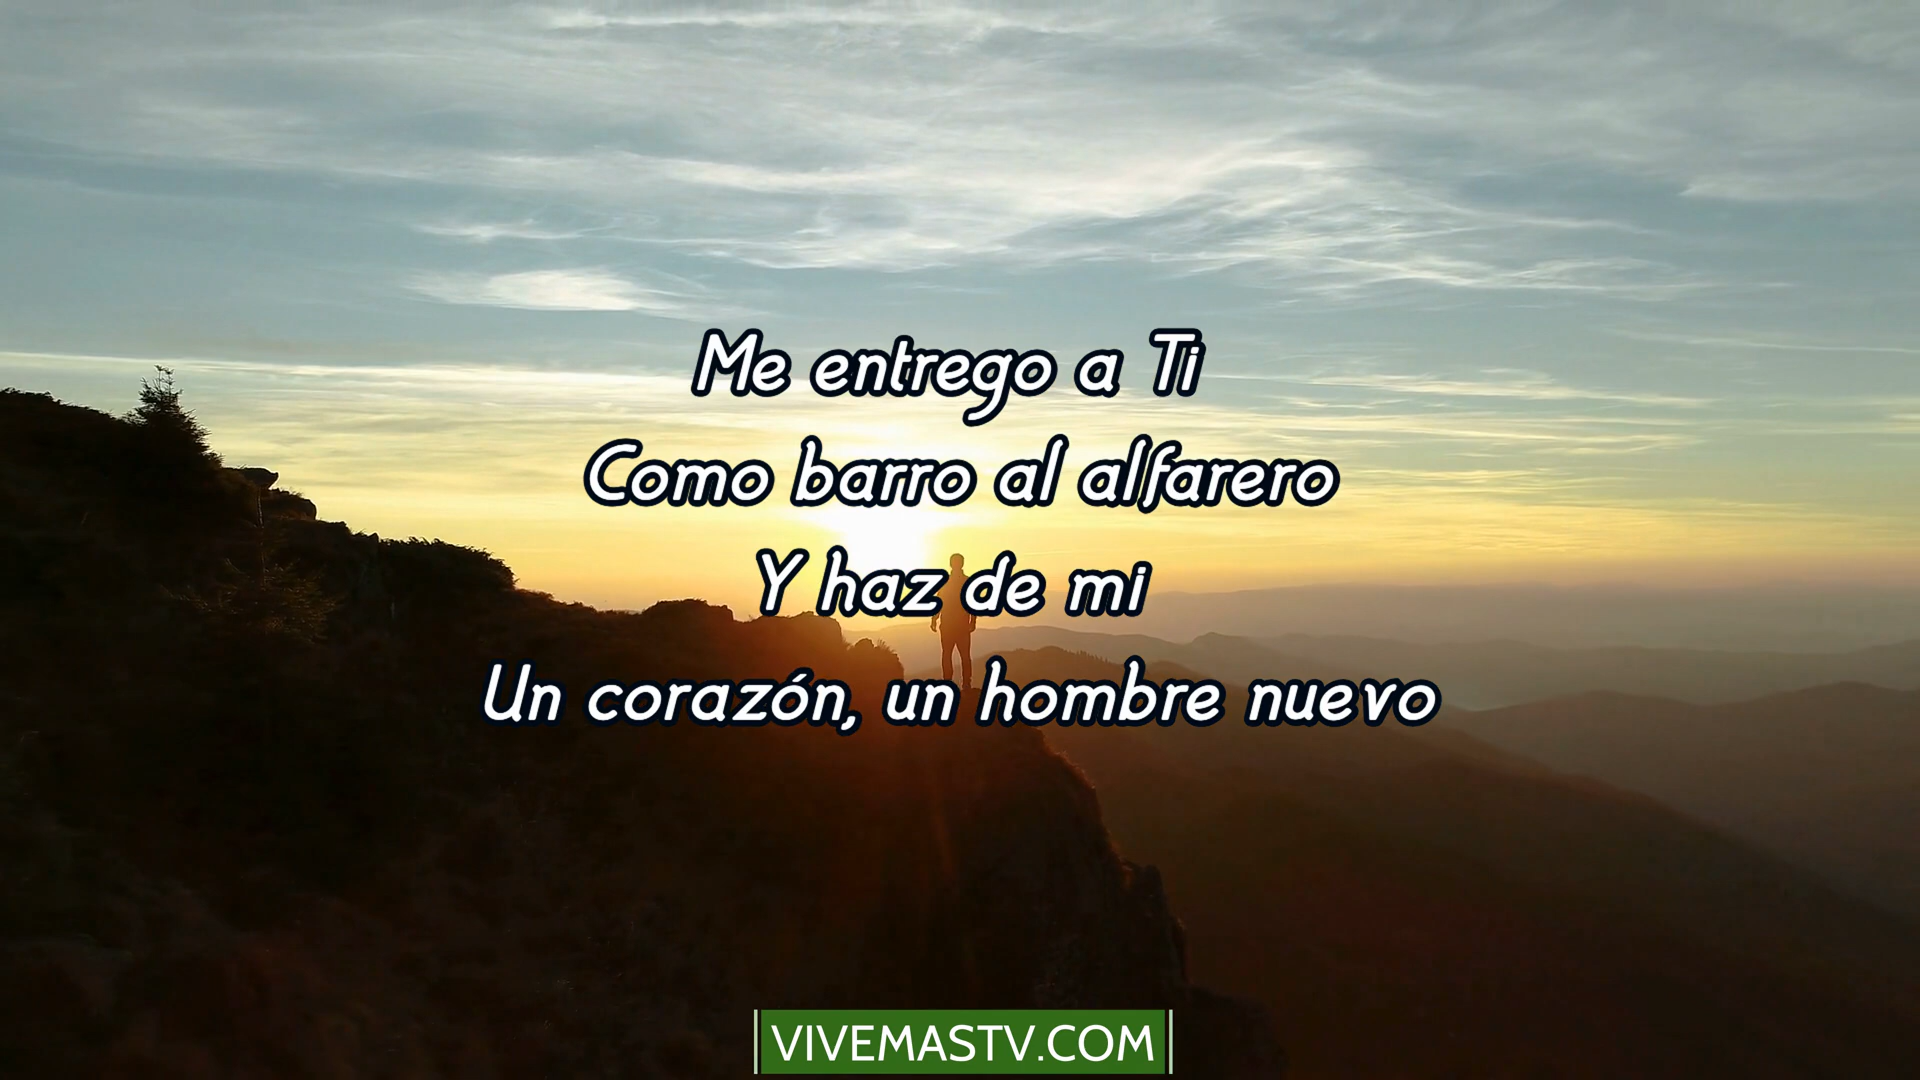 Me entrego a Ti
Como barro al alfarero
Y haz de mi
Un corazón, un hombre nuevo
VIVEMASTV.COM